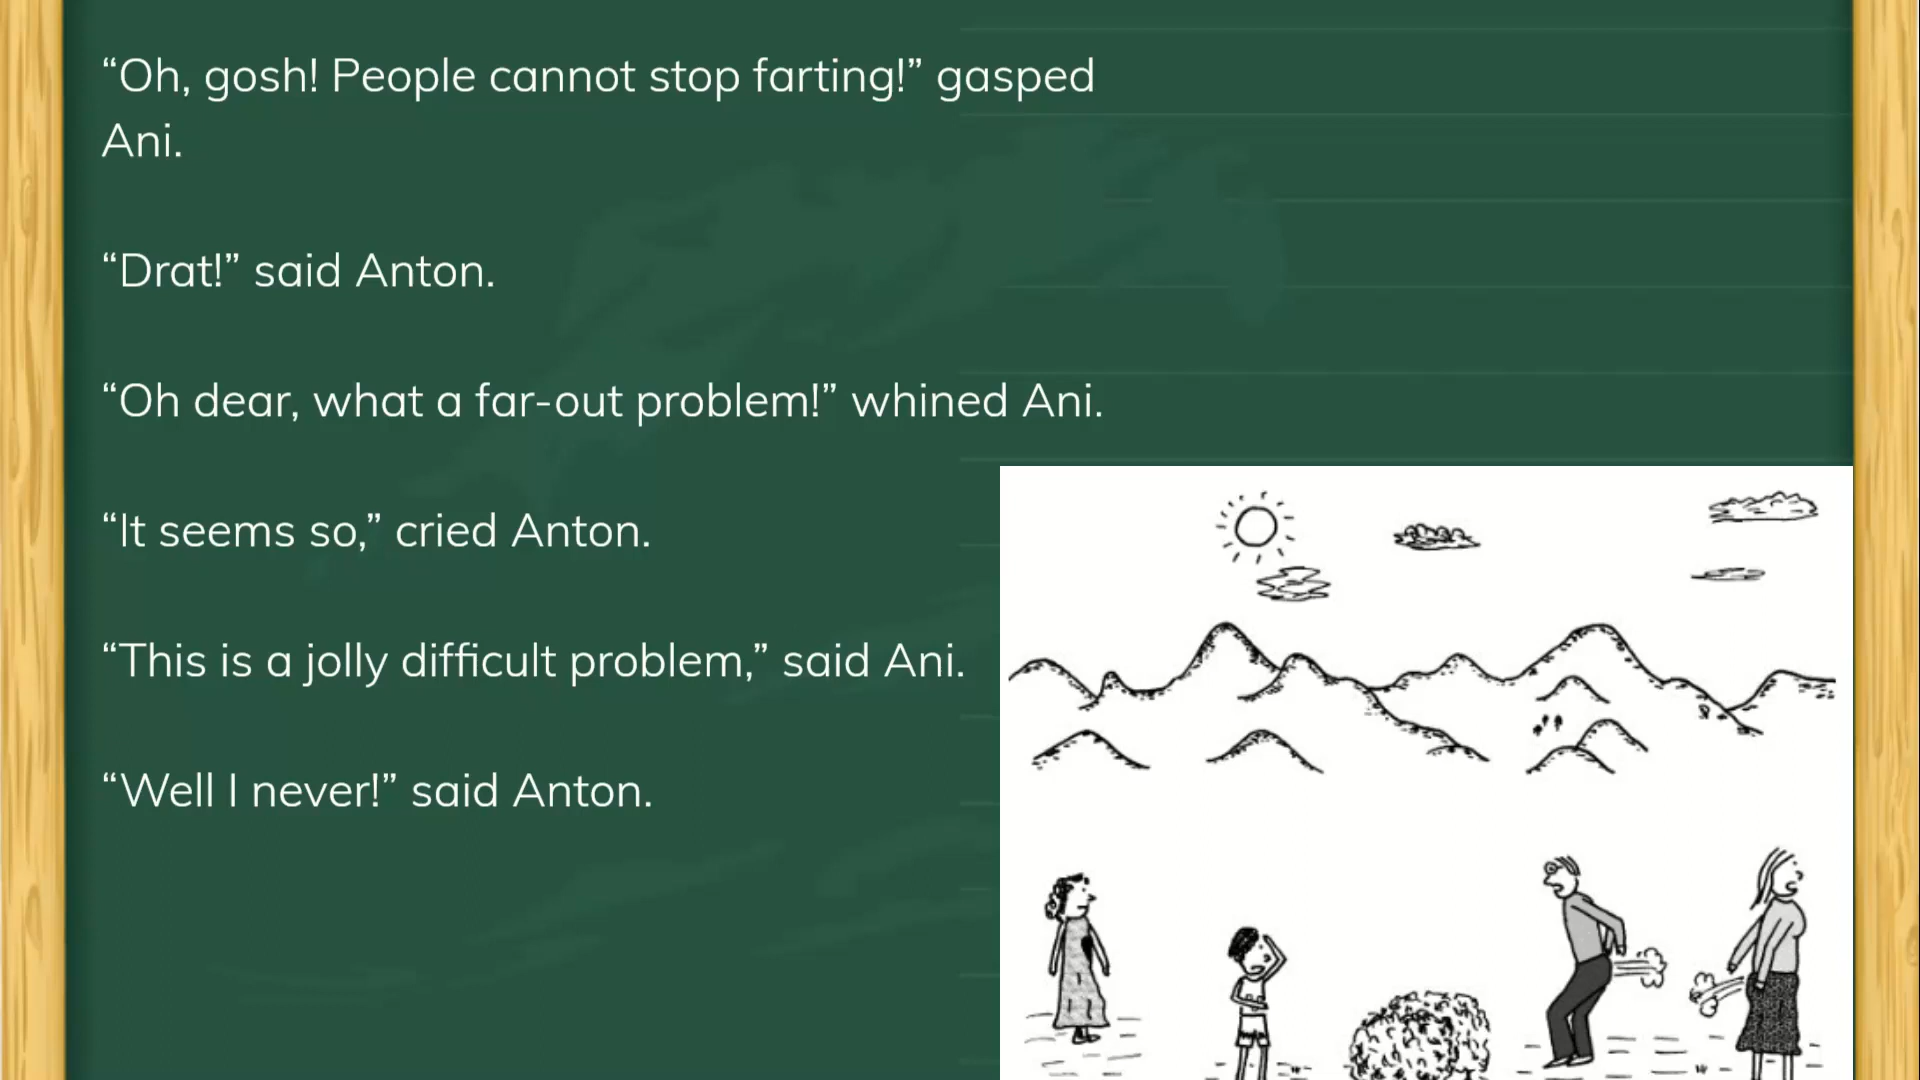 “Oh, gosh! People cannot stop farting!” gasped
Ani.
“Drat!” said Anton.
“Oh dear, what a far-out problem!” whined Ani.
“It seems so,” cried Anton.
“This is a jolly difficult problem,” said Ani.
“Well I never!” said Anton.